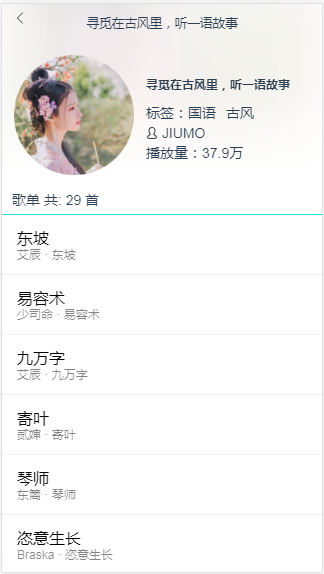 寻觅在古风里，听一语故事
寻觅在古风里，听一语故事
标签：国语 古风
JIUMO
播放量：37.9万
歌单 共: 29 首
东坡
艾辰 · 东坡
易容术
少司命 · 易容术
九万字
艾辰 · 九万字
寄叶
贰婶 · 寄叶
琴师
东篱 · 琴师
恣意生长
Braska · 恣意生长